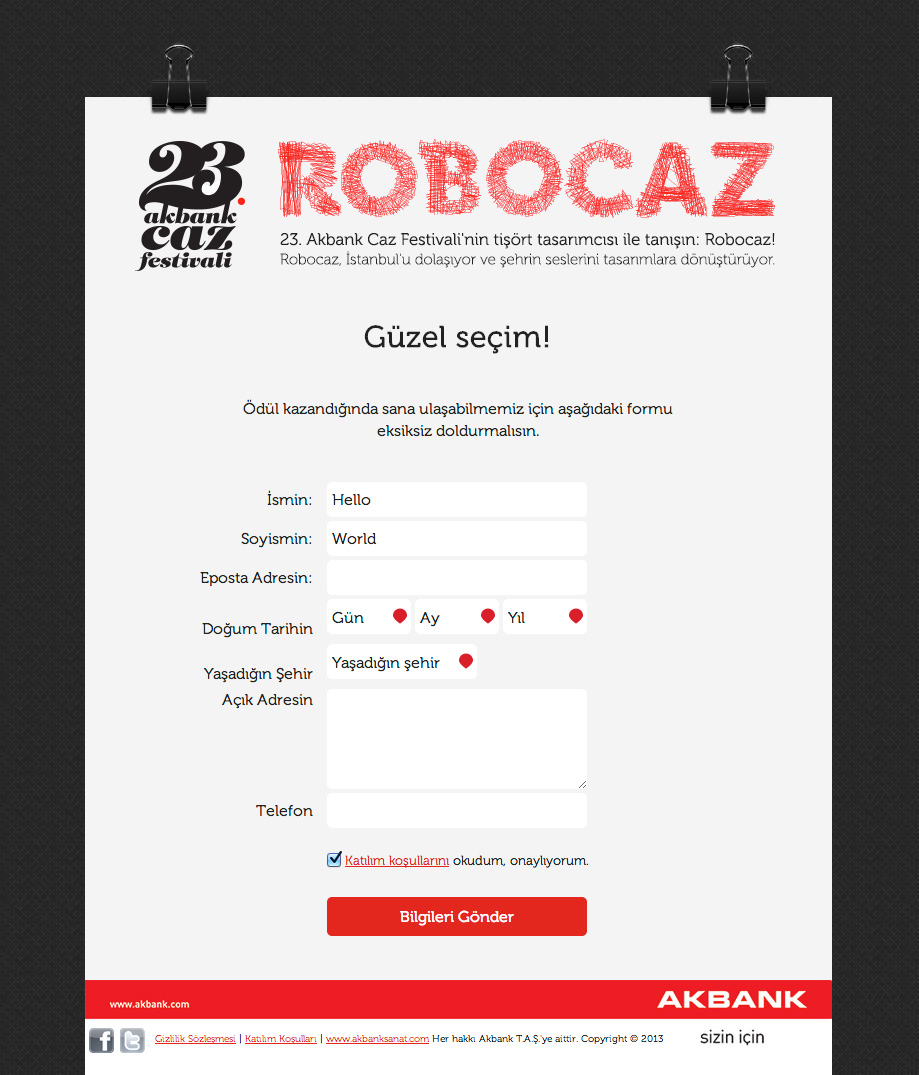 23
akbank
caz
festivali
ROBOCAZ
23. Akbank Caz Festivali'nin tişört tasarımcısı ile tanışın: Robocaz!
Robocaz, İstanbul'u dolaşıyor ve şehrin seslerini tasarımlara dönüştürüyor.
Güzel seçim!
Ödül kazandığında sana ulaşabilmemiz için aşağıdaki formu
eksiksiz doldurmalısın.
İsmin: Hello
Soyismin: World
Eposta Adresin:
Doğum Tarihin Gün Ay Yıl
Yaşadığın Şehir Yaşadığın şehir
Açık Adresin
Telefon
Katılım koşullarını okudum, onaylıyorum.
Bilgileri Gönder
www.akbank.com AKBANK
f t Gizlilik Sözleşmesi | Katılım Koşulları | www.akbanksanat.com Her hakkı Akbank T.A.Ş.'ye aittir. Copyright © 2013 sizin için